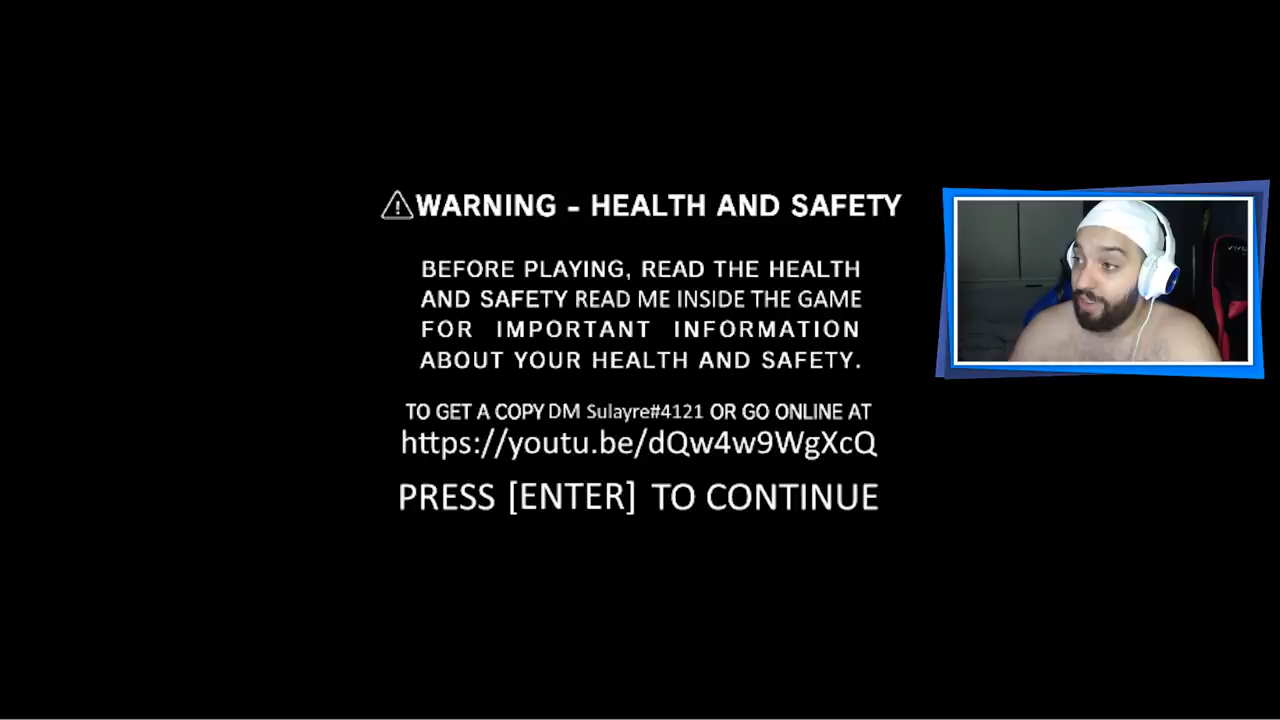 ⚠WARNING - HEALTH AND SAFETY
BEFORE PLAYING, READ THE HEALTH
AND SAFETY READ ME INSIDE THE GAME
FOR IMPORTANT INFORMATION
ABOUT YOUR HEALTH AND SAFETY.
TO GET A COPY DM Sulayre#4121 OR GO ONLINE AT
https://youtu.be/dQw4w9WgXcQ
PRESS [ENTER] TO CONTINUE